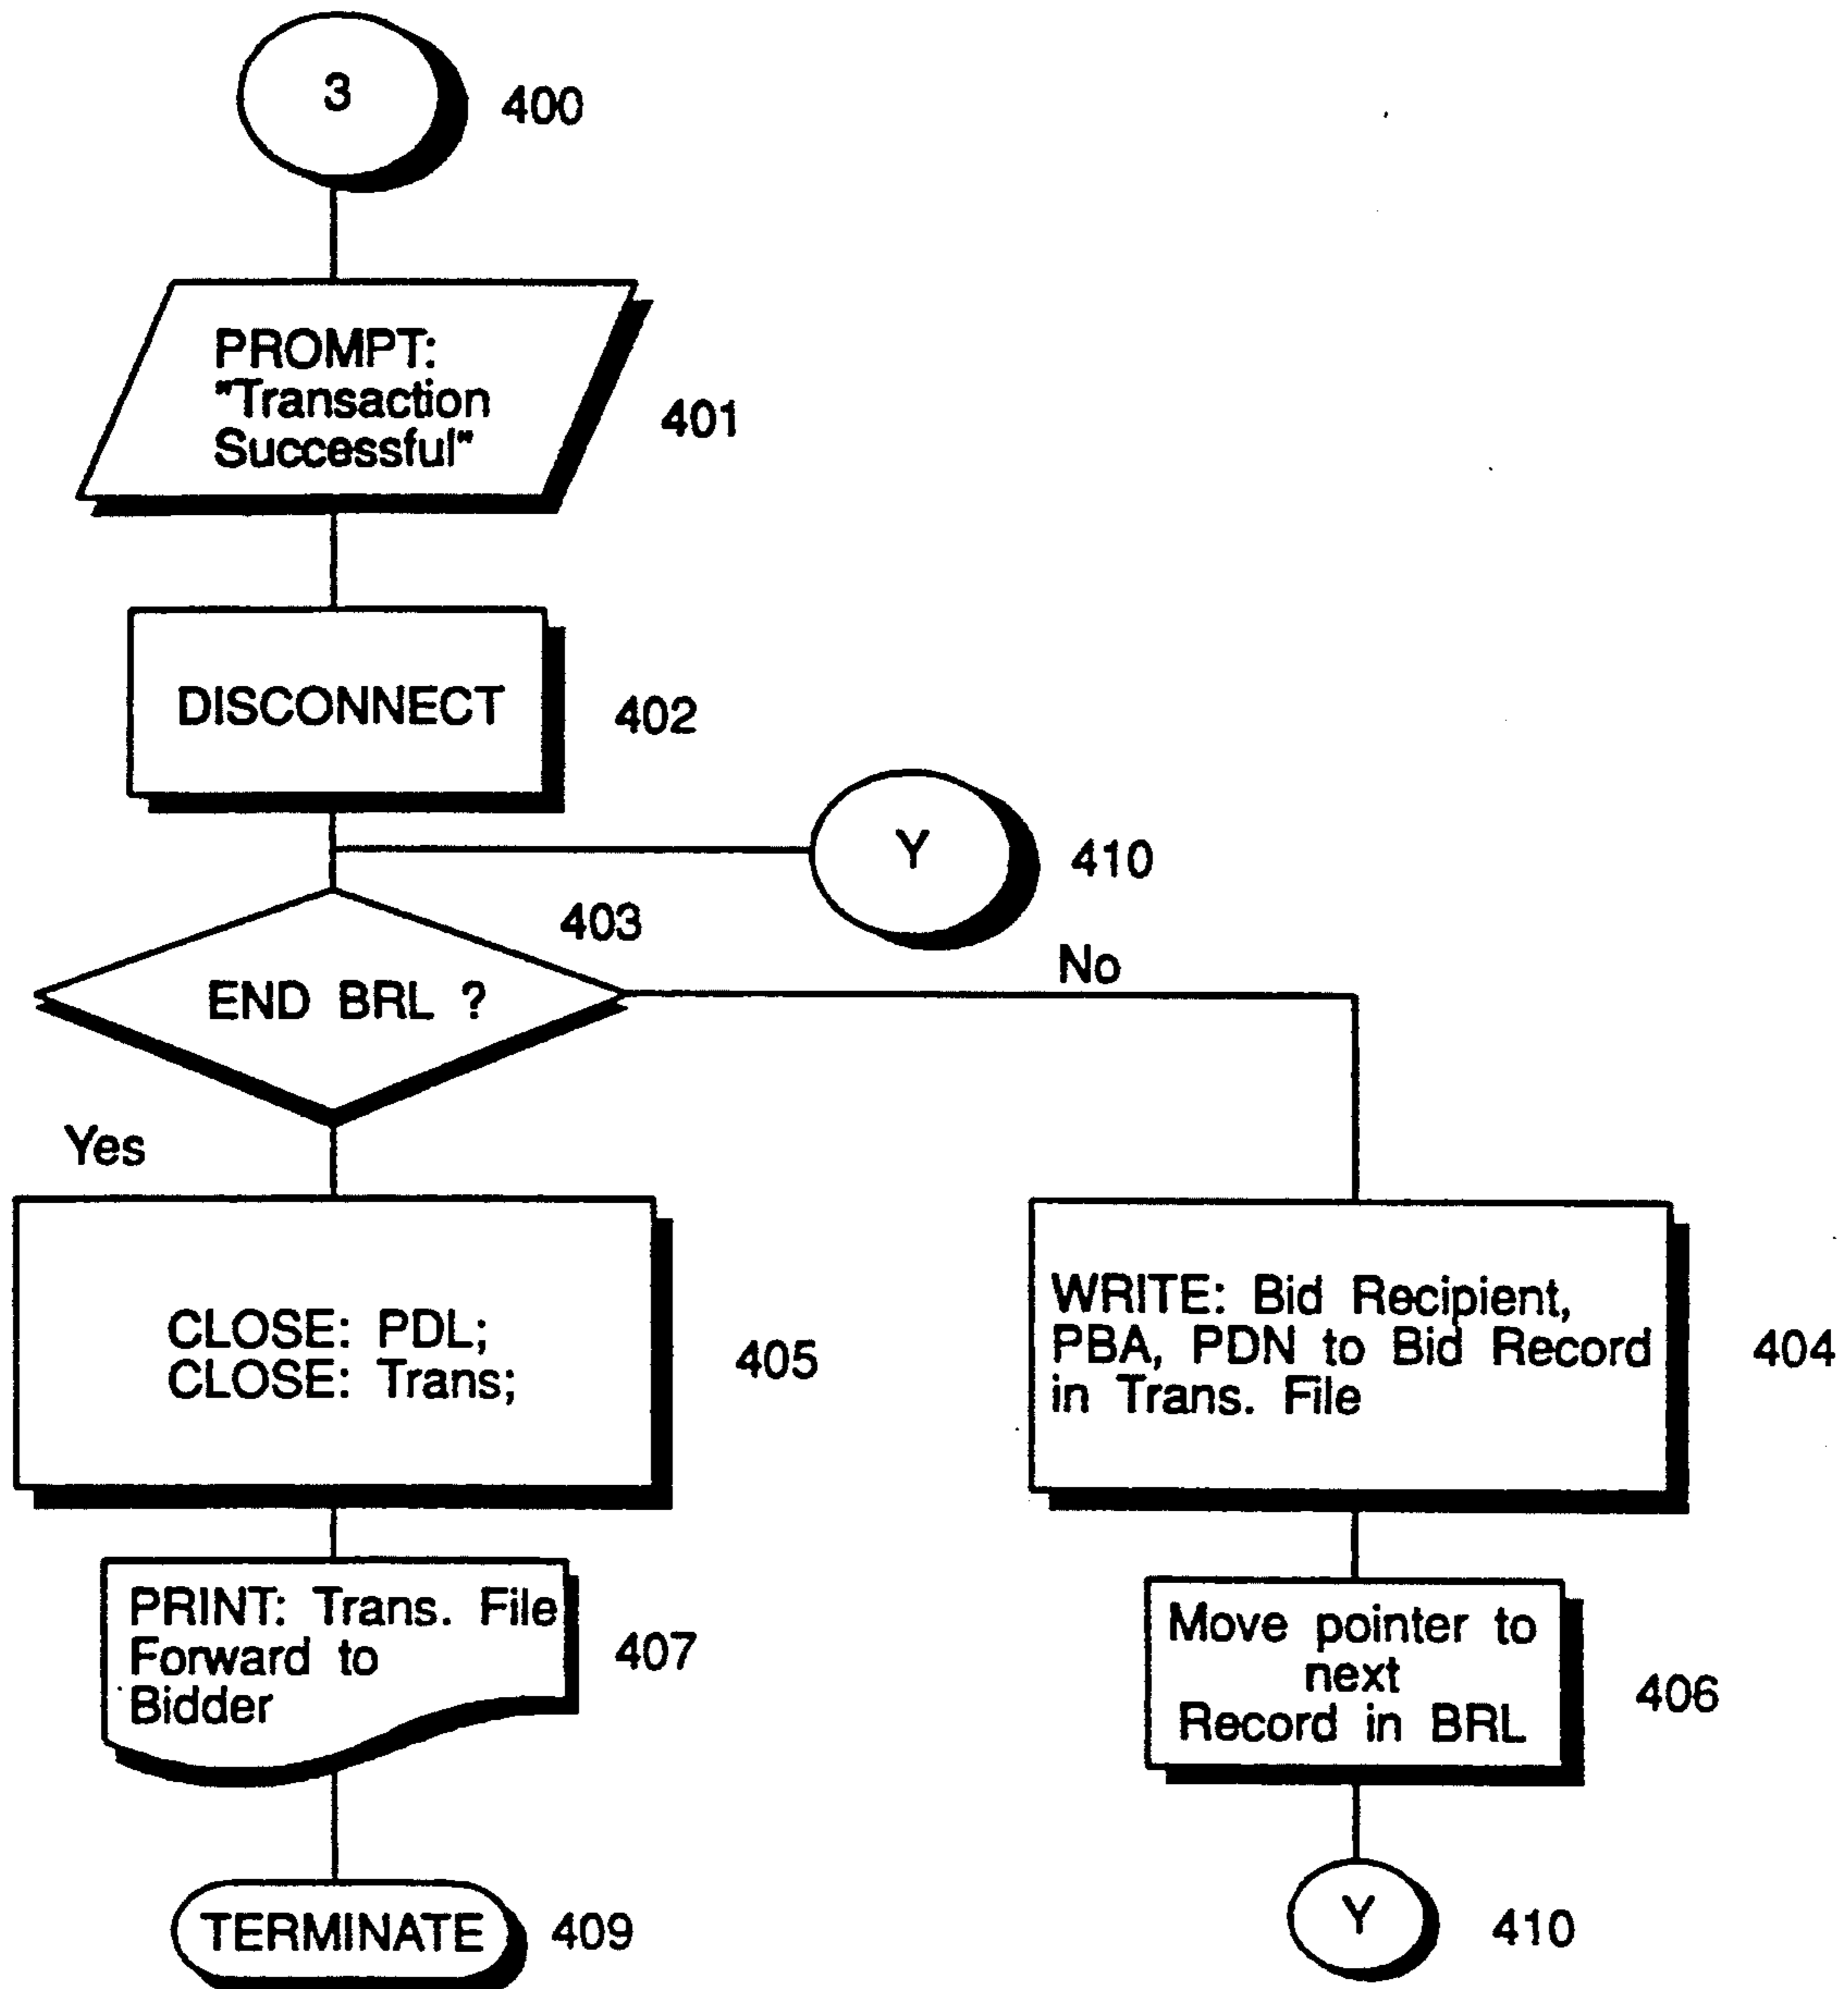 3
400
PROMPT:
"Transaction
Successful"
401
DISCONNECT
402
Y
410
403
END BRL ?
No
Yes
CLOSE: PDL;
CLOSE: Trans;
405
WRITE: Bid Recipient,
PBA, PDN to Bid Record
in Trans. File
404
PRINT: Trans. File
Forward to
Bidder
407
Move pointer to
next
Record in BRL
406
TERMINATE
409
Y
410